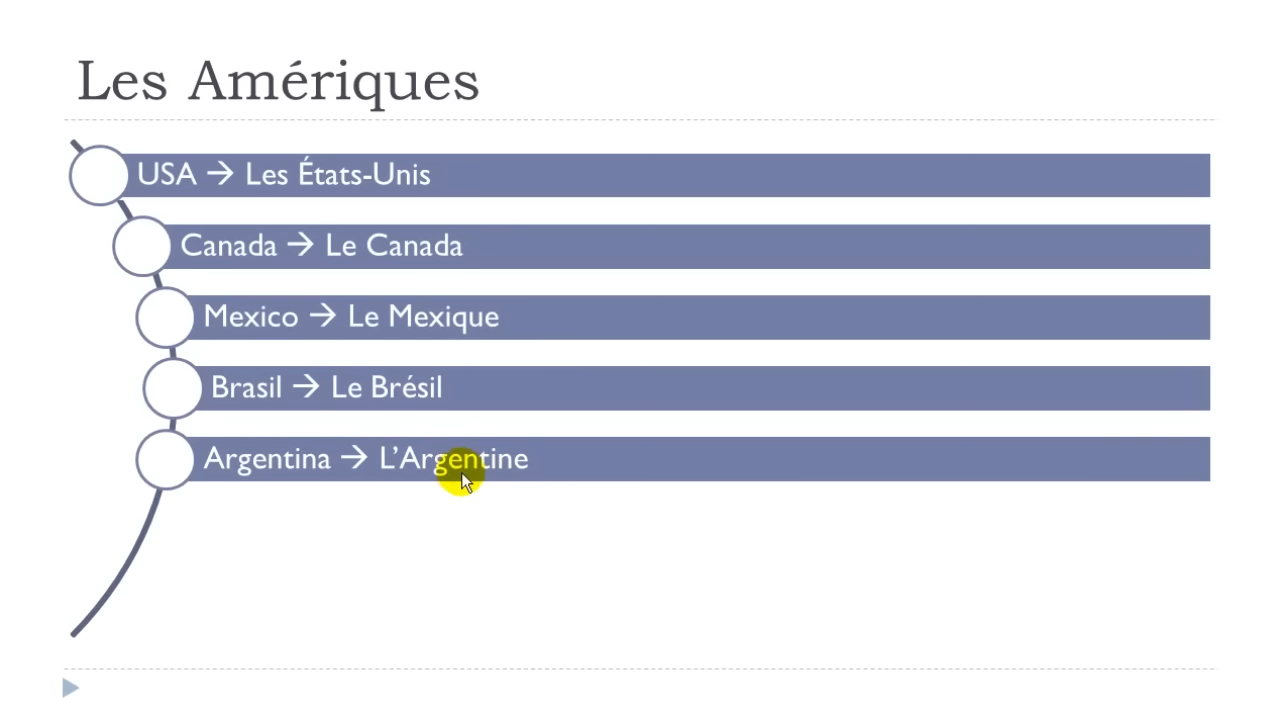 Les Amériques
USA → Les États-Unis
Canada → Le Canada
Mexico → Le Mexique
Brasil → Le Brésil
Argentina → L’Argentine